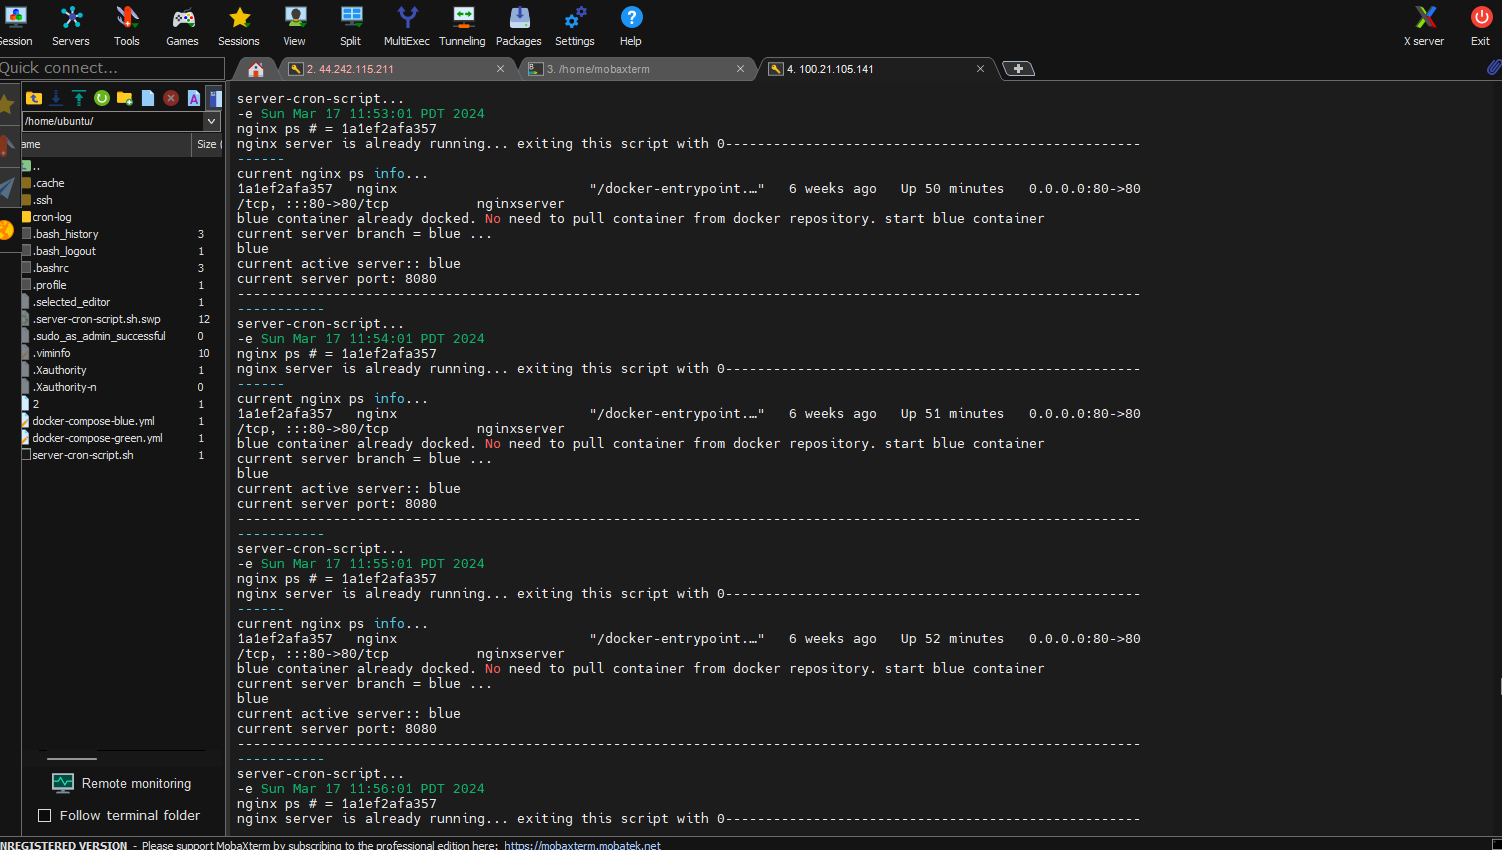 Session Servers Tools Games Sessions View Split MultiExec Tunneling Packages Settings Help X server Exit
Quick connect...
2. 44.242.115.211
3. /home/mobaxterm
4. 100.21.105.141
/home/ubuntu/
ame Size (
..
.cache
.ssh
cron-log
.bash_history 3
.bash_logout 1
.bashrc 3
.profile 1
.selected_editor 1
.server-cron-script.sh.swp 12
.sudo_as_admin_successful 0
.viminfo 10
.Xauthority 1
.Xauthority-n 0
2 1
docker-compose-blue.yml 1
docker-compose-green.yml 1
server-cron-script.sh 1
Remote monitoring
Follow terminal folder
server-cron-script...
-e Sun Mar 17 11:53:01 PDT 2024
nginx ps # = 1a1ef2afa357
nginx server is already running... exiting this script with 0----------------------------------------------------
------
current nginx ps info...
1a1ef2afa357   nginx                        "/docker-entrypoint.…"   6 weeks ago   Up 50 minutes   0.0.0.0:80->80
/tcp, :::80->80/tcp           nginxserver
blue container already docked. No need to pull container from docker repository. start blue container
current server branch = blue ...
blue
current active server:: blue
current server port: 8080
-----------------------------------------------------------------------------------------------------------------
-----------
server-cron-script...
-e Sun Mar 17 11:54:01 PDT 2024
nginx ps # = 1a1ef2afa357
nginx server is already running... exiting this script with 0----------------------------------------------------
------
current nginx ps info...
1a1ef2afa357   nginx                        "/docker-entrypoint.…"   6 weeks ago   Up 51 minutes   0.0.0.0:80->80
/tcp, :::80->80/tcp           nginxserver
blue container already docked. No need to pull container from docker repository. start blue container
current server branch = blue ...
blue
current active server:: blue
current server port: 8080
-----------------------------------------------------------------------------------------------------------------
-----------
server-cron-script...
-e Sun Mar 17 11:55:01 PDT 2024
nginx ps # = 1a1ef2afa357
nginx server is already running... exiting this script with 0----------------------------------------------------
------
current nginx ps info...
1a1ef2afa357   nginx                        "/docker-entrypoint.…"   6 weeks ago   Up 52 minutes   0.0.0.0:80->80
/tcp, :::80->80/tcp           nginxserver
blue container already docked. No need to pull container from docker repository. start blue container
current server branch = blue ...
blue
current active server:: blue
current server port: 8080
-----------------------------------------------------------------------------------------------------------------
-----------
server-cron-script...
-e Sun Mar 17 11:56:01 PDT 2024
nginx ps # = 1a1ef2afa357
nginx server is already running... exiting this script with 0----------------------------------------------------
NREGISTERED VERSION - Please support MobaXterm by subscribing to the professional edition here: https://mobaxterm.mobatek.net